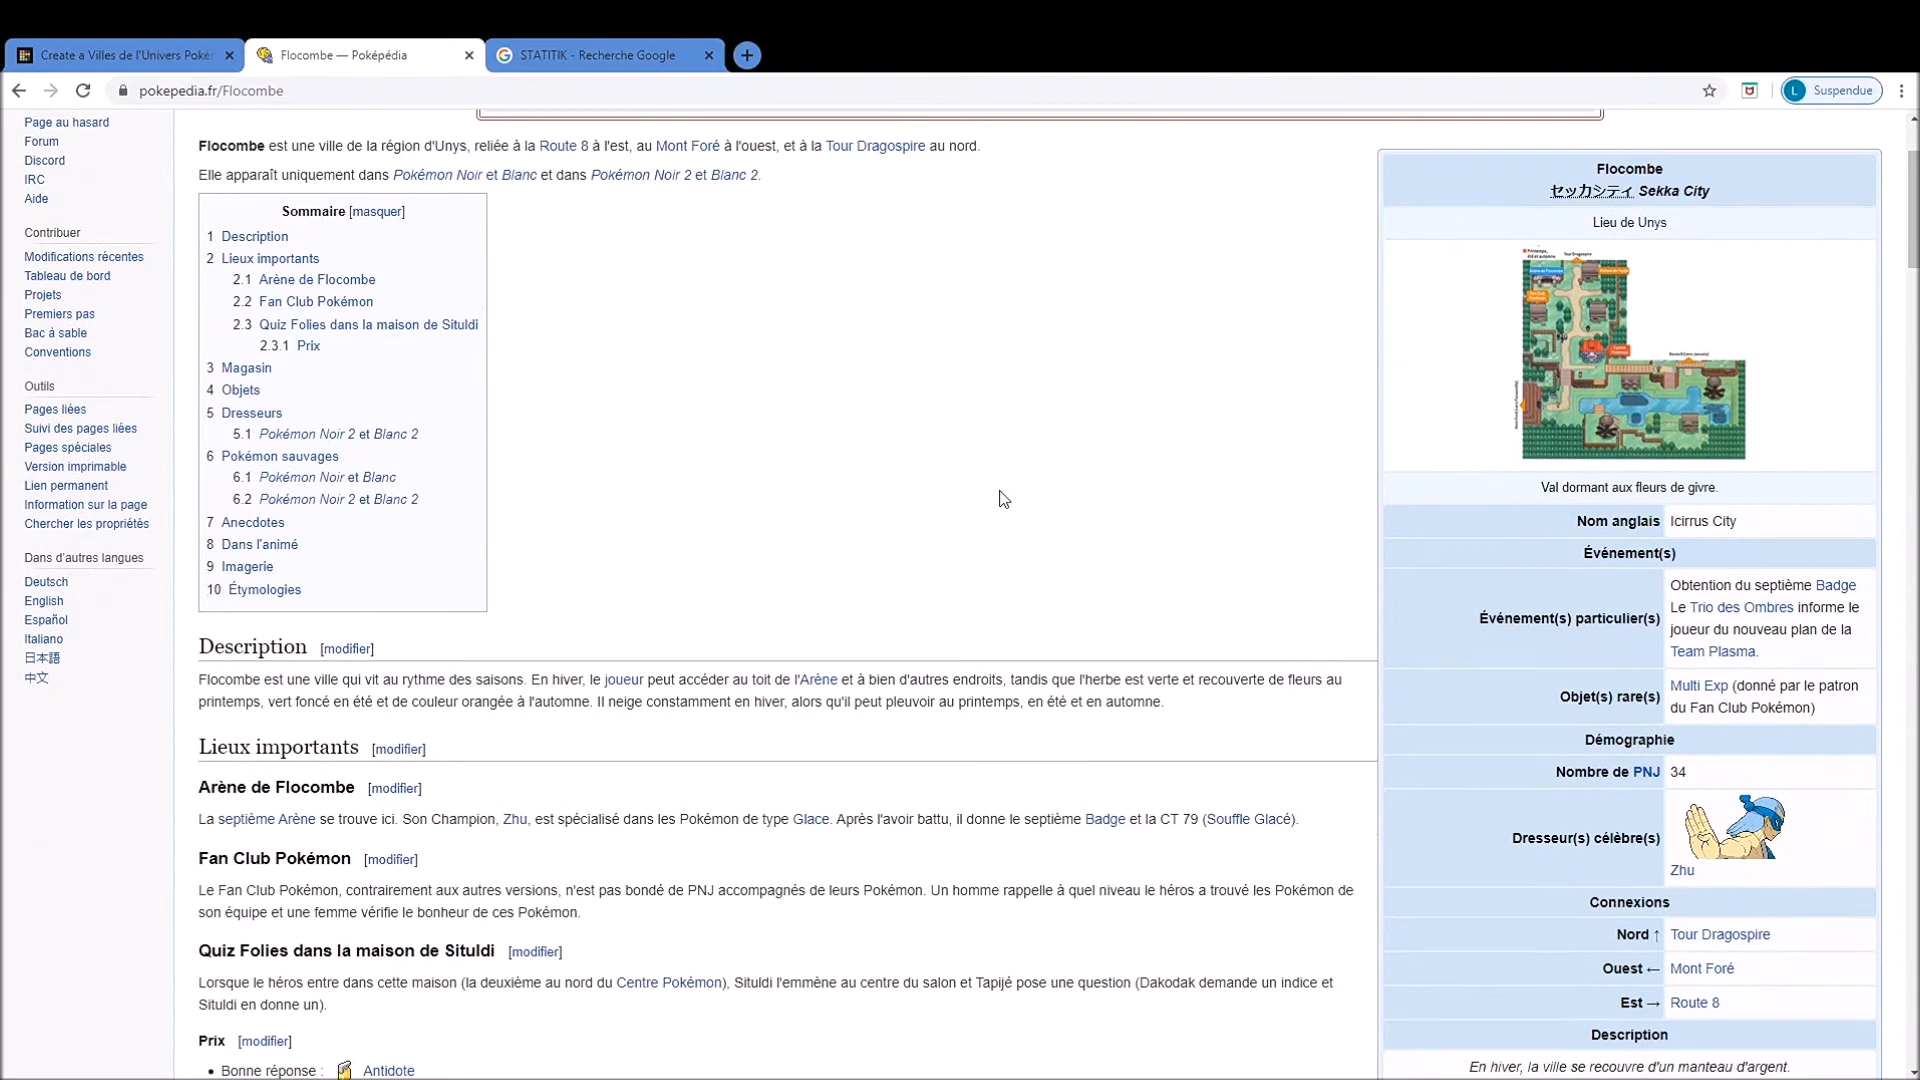 Create a Villes de l'Univers Poké
Flocombe — Poképédia
STATITIK - Recherche Google
pokepedia.fr/Flocombe
L Suspendue
Page au hasard
Forum
Discord
IRC
Aide
Contribuer
Modifications récentes
Tableau de bord
Projets
Premiers pas
Bac à sable
Conventions
Outils
Pages liées
Suivi des pages liées
Pages spéciales
Version imprimable
Lien permanent
Information sur la page
Chercher les propriétés
Dans d'autres langues
Deutsch
English
Español
Italiano
日本語
中文
Flocombe est une ville de la région d'Unys, reliée à la Route 8 à l'est, au Mont Foré à l'ouest, et à la Tour Dragospire au nord.
Elle apparaît uniquement dans Pokémon Noir et Blanc et dans Pokémon Noir 2 et Blanc 2.
Sommaire [masquer]
1 Description
2 Lieux importants
2.1 Arène de Flocombe
2.2 Fan Club Pokémon
2.3 Quiz Folies dans la maison de Situldi
2.3.1 Prix
3 Magasin
4 Objets
5 Dresseurs
5.1 Pokémon Noir 2 et Blanc 2
6 Pokémon sauvages
6.1 Pokémon Noir et Blanc
6.2 Pokémon Noir 2 et Blanc 2
7 Anecdotes
8 Dans l'animé
9 Imagerie
10 Étymologies
Description [modifier]
Flocombe est une ville qui vit au rythme des saisons. En hiver, le joueur peut accéder au toit de l'Arène et à bien d'autres endroits, tandis que l'herbe est verte et recouverte de fleurs au
printemps, vert foncé en été et de couleur orangée à l'automne. Il neige constamment en hiver, alors qu'il peut pleuvoir au printemps, en été et en automne.
Lieux importants [modifier]
Arène de Flocombe [modifier]
La septième Arène se trouve ici. Son Champion, Zhu, est spécialisé dans les Pokémon de type Glace. Après l'avoir battu, il donne le septième Badge et la CT 79 (Souffle Glacé).
Fan Club Pokémon [modifier]
Le Fan Club Pokémon, contrairement aux autres versions, n'est pas bondé de PNJ accompagnés de leurs Pokémon. Un homme rappelle à quel niveau le héros a trouvé les Pokémon de
son équipe et une femme vérifie le bonheur de ces Pokémon.
Quiz Folies dans la maison de Situldi [modifier]
Lorsque le héros entre dans cette maison (la deuxième au nord du Centre Pokémon), Situldi l'emmène au centre du salon et Tapijé pose une question (Dakodak demande un indice et
Situldi en donne un).
Prix [modifier]
• Bonne réponse : Antidote
Flocombe
セッカシティ Sekka City
Lieu de Unys
Tour Dragospire
Val dormant aux fleurs de givre.
Nom anglais Icirrus City
Événement(s)
Événement(s) particulier(s)
Obtention du septième Badge
Le Trio des Ombres informe le
joueur du nouveau plan de la
Team Plasma.
Objet(s) rare(s)
Multi Exp (donné par le patron
du Fan Club Pokémon)
Démographie
Nombre de PNJ 34
Dresseur(s) célèbre(s)
Zhu
Connexions
Nord ↑ Tour Dragospire
Ouest ← Mont Foré
Est → Route 8
Description
En hiver, la ville se recouvre d'un manteau d'argent.